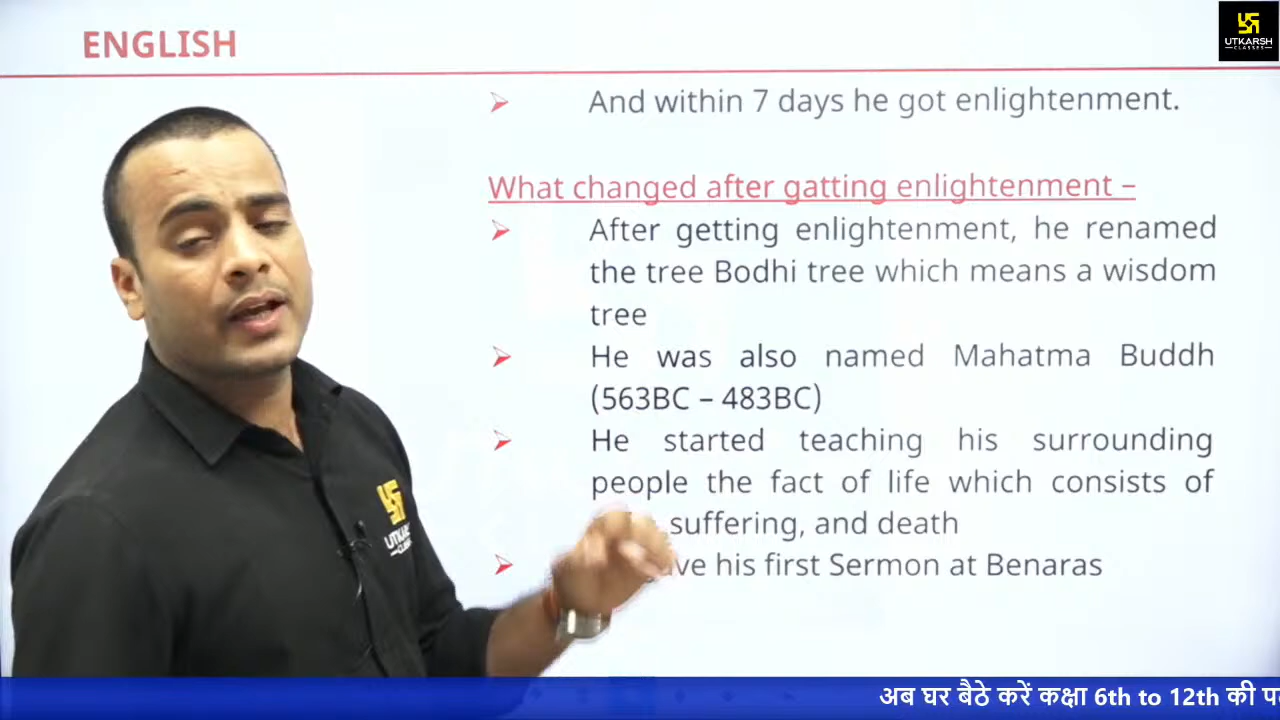 ENGLISH
UTKARSH
CLASSES
And within 7 days he got enlightenment.
What changed after gatting enlightenment –
After getting enlightenment, he renamed
the tree Bodhi tree which means a wisdom
tree
He was also named Mahatma Buddh
(563BC – 483BC)
He started teaching his surrounding
people the fact of life which consists of
suffering, and death
his first Sermon at Benaras
अब घर बैठे करें कक्षा 6th to 12th की